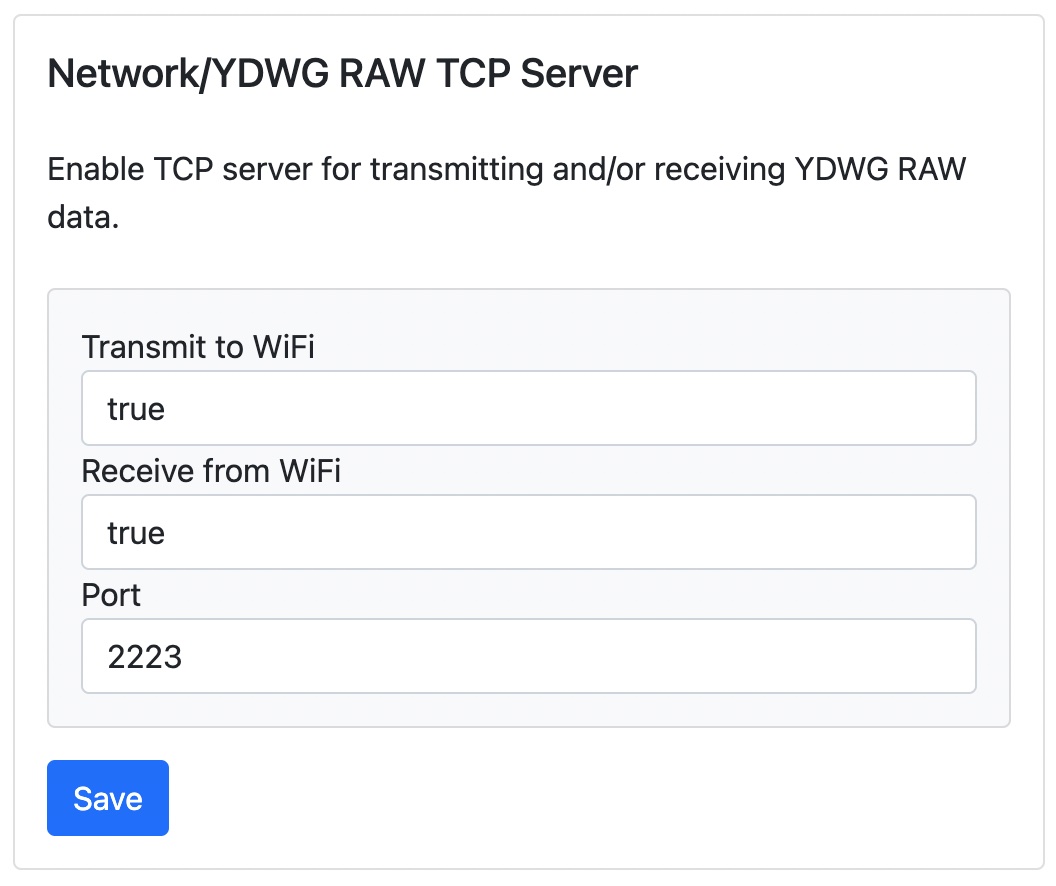 Network/YDWG RAW TCP Server
Enable TCP server for transmitting and/or receiving YDWG RAW
data.
Transmit to WiFi
true
Receive from WiFi
true
Port
2223
Save